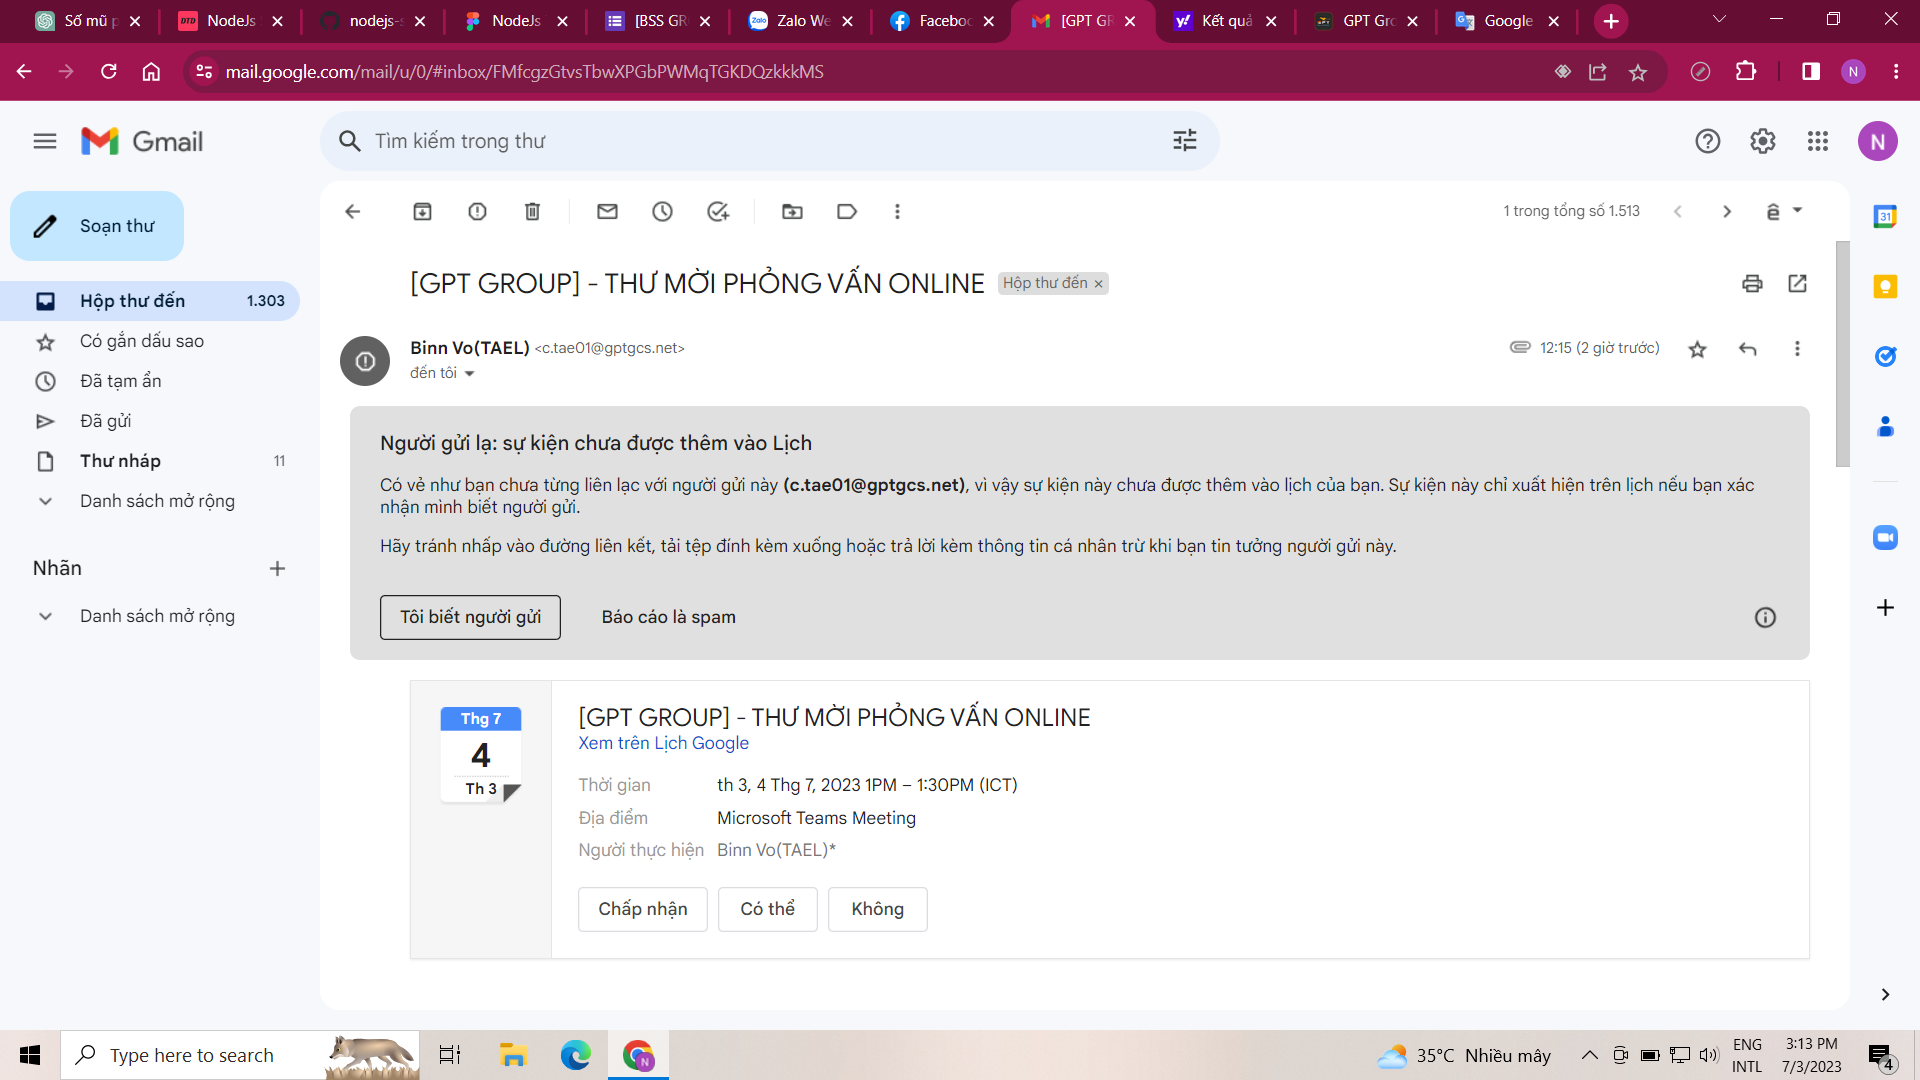 Số mũ p
NodeJs
nodejs-s
NodeJs
[BSS GR
Zalo We
Faceboo
[GPT GR
Kết quả
GPT Gro
Google
mail.google.com/mail/u/0/#inbox/FMfcgzGtvsTbwXPGbPWMqTGKDQzkkkMS
N
Gmail
Tìm kiếm trong thư
N
Soạn thư
1 trong tổng số 1.513
Hộp thư đến 1.303
Có gắn dấu sao
Đã tạm ẩn
Đã gửi
Thư nháp 11
Danh sách mở rộng
Nhãn
Danh sách mở rộng
[GPT GROUP] - THƯ MỜI PHỎNG VẤN ONLINE Hộp thư đến
Binn Vo(TAEL) <c.tae01@gptgcs.net>
12:15 (2 giờ trước)
đến tôi
Người gửi lạ: sự kiện chưa được thêm vào Lịch
Có vẻ như bạn chưa từng liên lạc với người gửi này (c.tae01@gptgcs.net), vì vậy sự kiện này chưa được thêm vào lịch của bạn. Sự kiện này chỉ xuất hiện trên lịch nếu bạn xác
nhận mình biết người gửi.
Hãy tránh nhấp vào đường liên kết, tải tệp đính kèm xuống hoặc trả lời kèm thông tin cá nhân trừ khi bạn tin tưởng người gửi này.
Tôi biết người gửi Báo cáo là spam
Thg 7
4
Th 3
[GPT GROUP] - THƯ MỜI PHỎNG VẤN ONLINE
Xem trên Lịch Google
Thời gian th 3, 4 Thg 7, 2023 1PM – 1:30PM (ICT)
Địa điểm Microsoft Teams Meeting
Người thực hiện Binn Vo(TAEL)*
Chấp nhận Có thể Không
Type here to search
35°C Nhiều mây
ENG
INTL
3:13 PM
7/3/2023
4